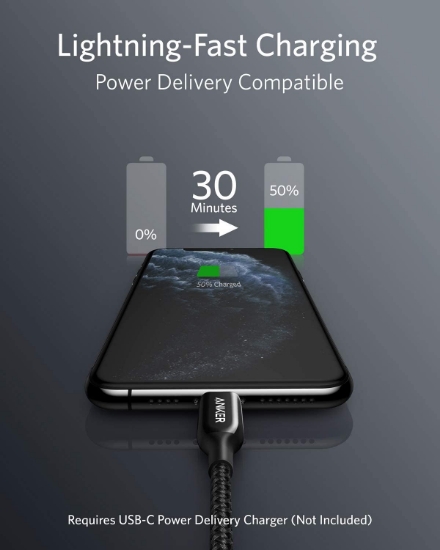 Lightning-Fast Charging
Power Delivery Compatible
30
Minutes
50%
0%
50% Charged
ANKER
Requires USB-C Power Delivery Charger (Not Included)